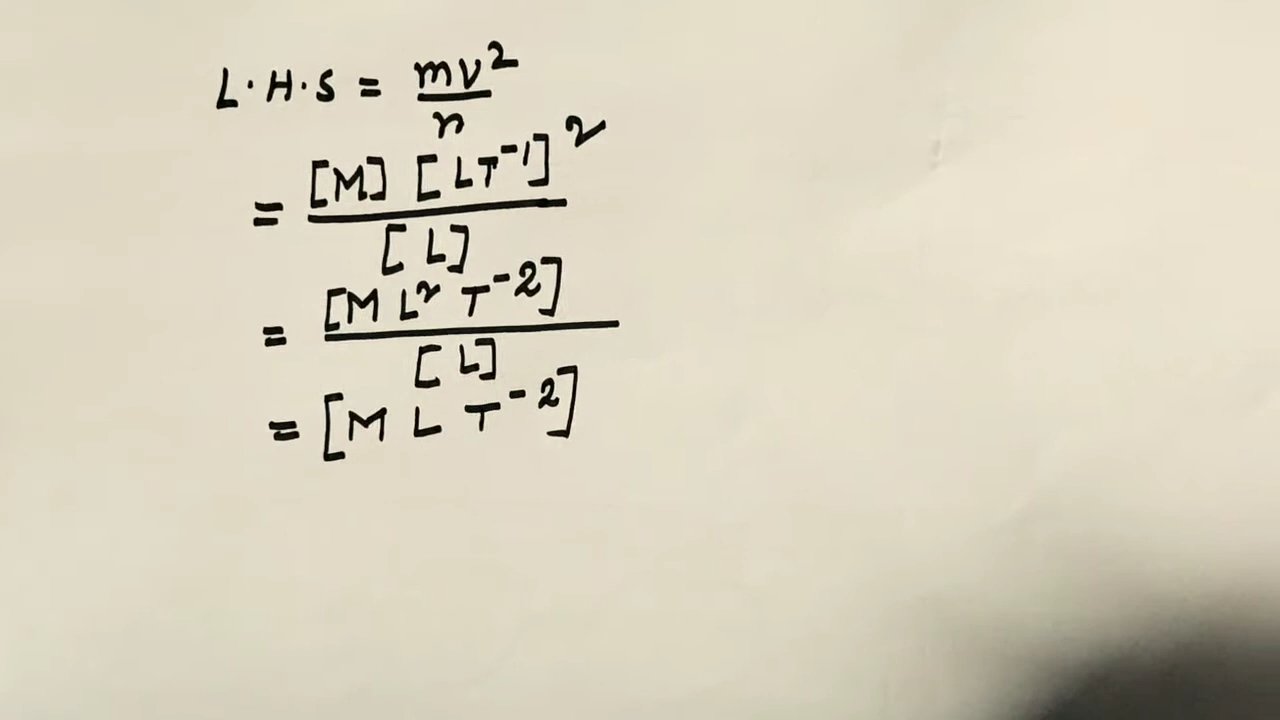 L.H.S = mv²/r
= [M] [LT⁻¹]² / [L]
= [M L² T⁻²] / [L]
= [M L T⁻²]